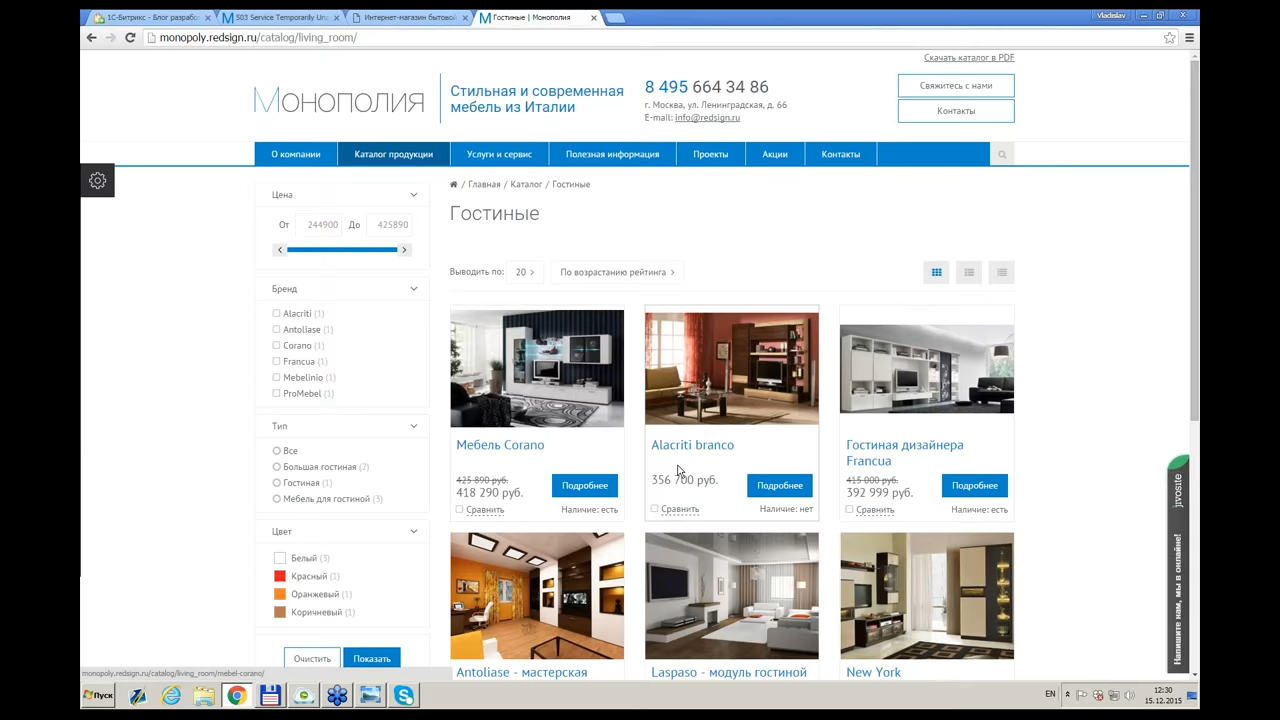 1С-Битрикс - Блог разрабо
503 Service Temporarily Una
Интернет-магазин бытовой
Гостиные | Монополия
Vladislav
monopoly.redsign.ru/catalog/living_room/
Скачать каталог в PDF
Монополия
Стильная и современная
мебель из Италии
8 495 664 34 86
г. Москва, ул. Ленинградская, д. 66
E-mail: info@redsign.ru
Свяжитесь с нами
Контакты
О компании
Каталог продукции
Услуги и сервис
Полезная информация
Проекты
Акции
Контакты
/ Главная / Каталог / Гостиные
Гостиные
Цена
От 244900 До 425890
Бренд
Alacriti (1)
Antoliase (1)
Corano (1)
Francua (1)
Mebelinio (1)
ProMebel (1)
Тип
Все
Большая гостиная (2)
Гостиная (1)
Мебель для гостиной (3)
Цвет
Белый (3)
Красный (1)
Оранжевый (1)
Коричневый (1)
Очистить
Показать
Выводить по: 20
По возрастанию рейтинга
Мебель Corano
425 890 руб.
418 290 руб.
Подробнее
Сравнить
Наличие: есть
Alacriti branco
356 700 руб.
Подробнее
Сравнить
Наличие: нет
Гостиная дизайнера
Francua
415 000 руб.
392 999 руб.
Подробнее
Сравнить
Наличие: есть
Antoliase - мастерская
Laspaso - модуль гостиной
New York
jivosite
Напишите нам, мы в онлайне!
monopoly.redsign.ru/catalog/living_room/mebel-corano/
Пуск
EN
12:30
15.12.2015